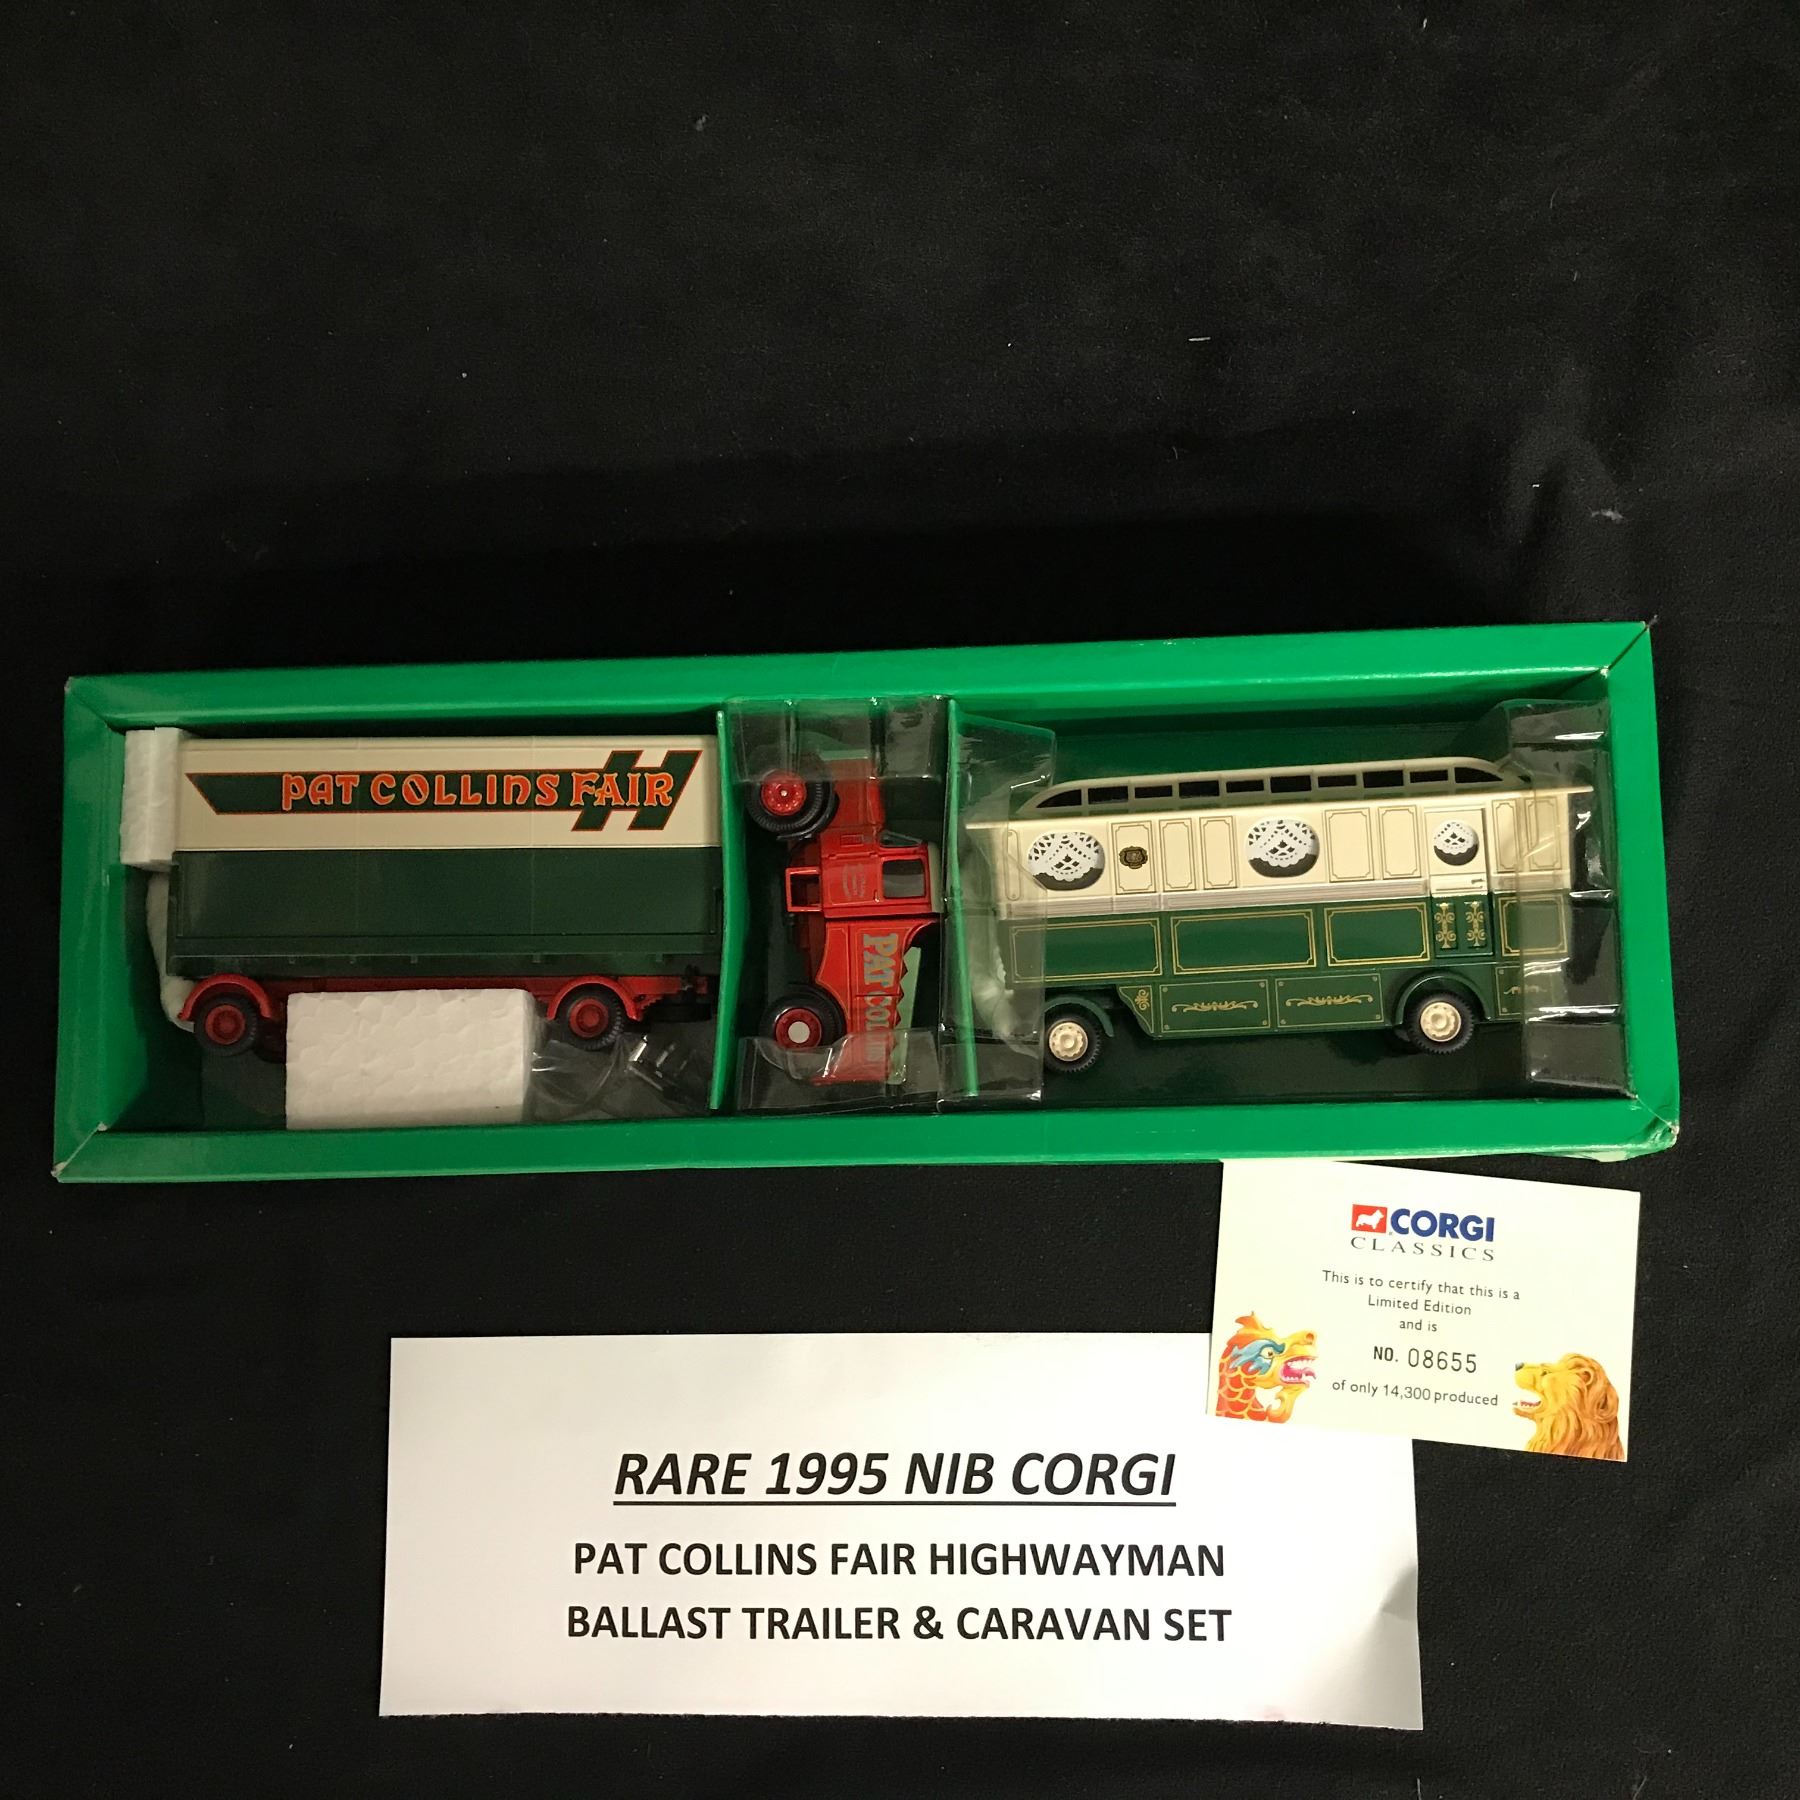 PAT COLLINS FAIR
PAT COLLINS
CORGI
CLASSICS
This is to certify that this is a
Limited Edition
and is
NO. 08655
of only 14,300 produced
RARE 1995 NIB CORGI
PAT COLLINS FAIR HIGHWAYMAN
BALLAST TRAILER & CARAVAN SET